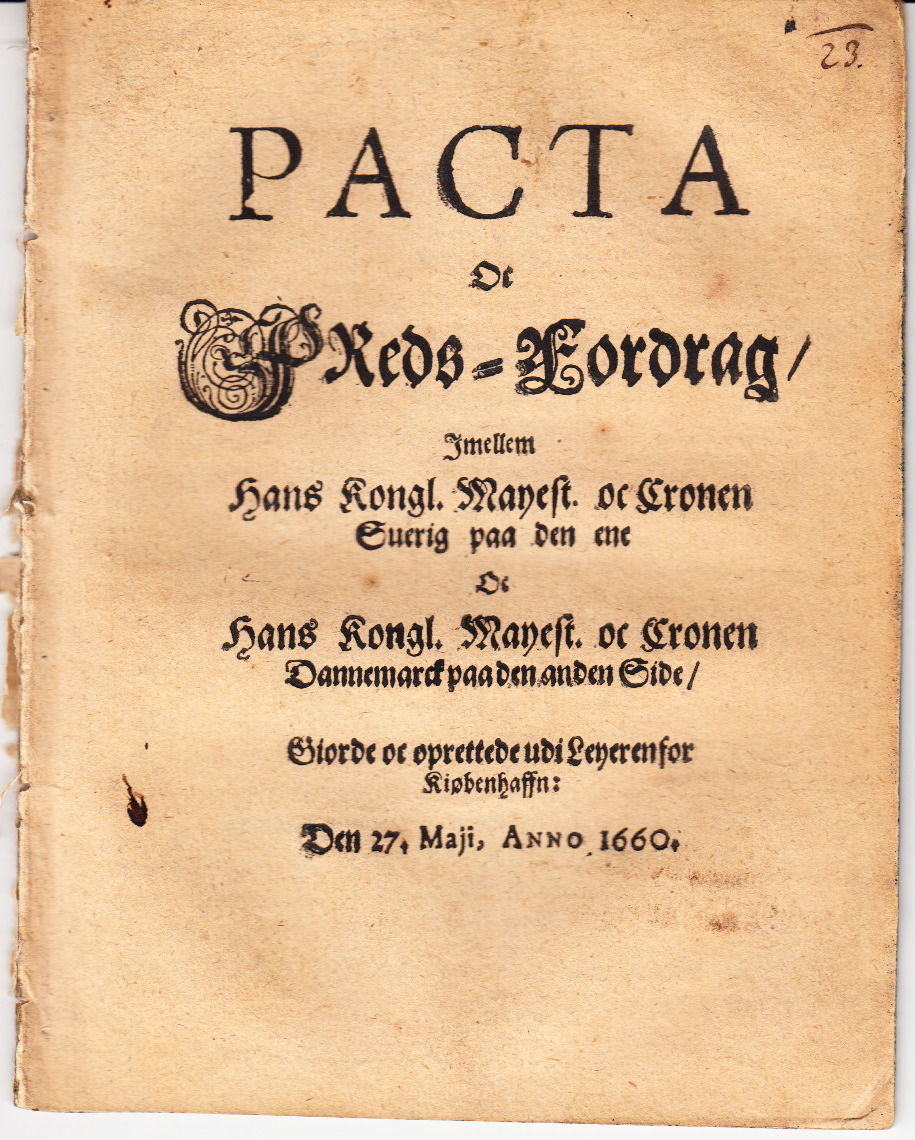 23.
PACTA
Oc
FReds-Fordrag/
Imellem
Hans Kongl. Mayest. oc Cronen
Suerig paa den ene
Oc
Hans Kongl. Mayest. oc Cronen
Dannemarck paa den anden Side/
Giorde oc oprettede udi Leyeren for
Kiøbenhaffn:
Den 27. Maji, ANNO 1660.